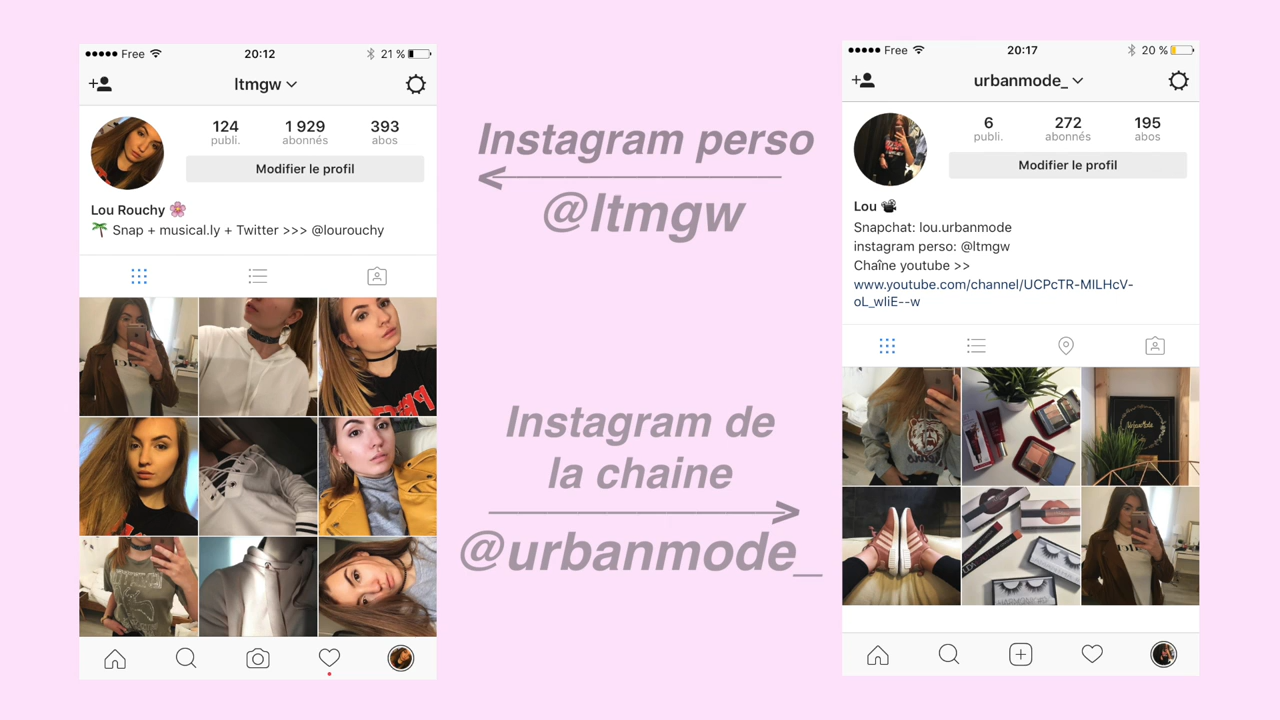 Free
20:12
21 %
ltmgw
124
1 929
393
publi.
abonnés
abos
Modifier le profil
Lou Rouchy
Snap + musical.ly + Twitter >>> @lourouchy
Instagram perso
<
@ltmgw
Instagram de
la chaine
>
@urbanmode_
Free
20:17
20 %
urbanmode_
6
272
195
publi.
abonnés
abos
Modifier le profil
Lou
Snapchat: lou.urbanmode
instagram perso: @ltmgw
Chaîne youtube >>
www.youtube.com/channel/UCPcTR-MILHcV-
oL_wIiE--w